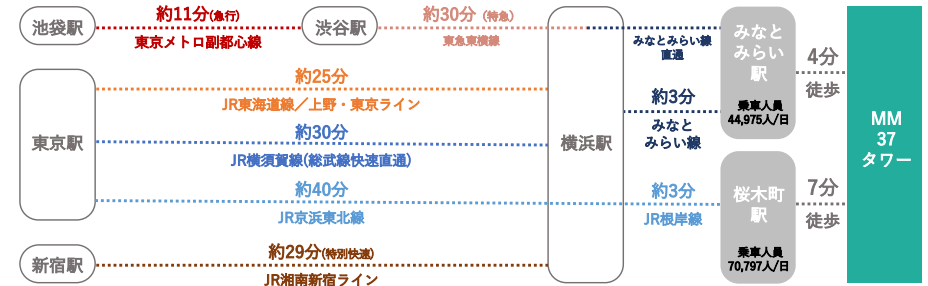 池袋駅
約11分(急行)
東京メトロ副都心線
渋谷駅
約30分（特急）
東急東横線
みなとみらい線
直通
東京駅
約25分
JR東海道線／上野・東京ライン
約30分
JR横須賀線(総武線快速直通)
約40分
JR京浜東北線
新宿駅
約29分(特別快速)
JR湘南新宿ライン
横浜駅
約3分
みなと
みらい線
約3分
JR根岸線
みなと
みらい
駅
乗車人員
44,975人/日
桜木町
駅
乗車人員
70,797人/日
4分
徒歩
7分
徒歩
MM
37
タワー